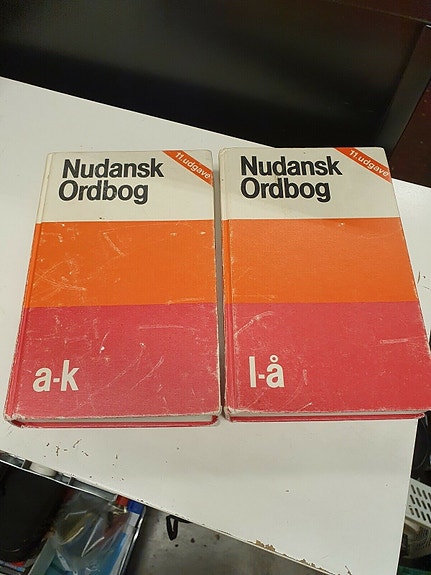 Nudansk
Ordbog
11. udgave
a-k
Nudansk
Ordbog
11. udgave
l-å